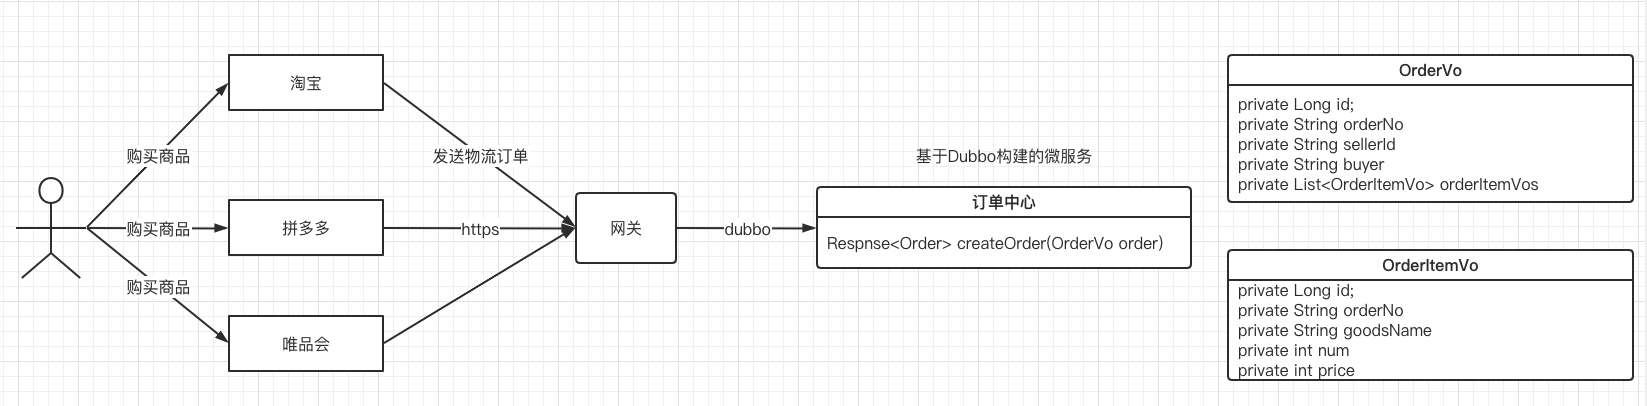 淘宝
购买商品
发送物流订单
购买商品
拼多多
https
网关
dubbo
购买商品
唯品会
基于Dubbo构建的微服务
订单中心
Respnse<Order> createOrder(OrderVo order)
OrderVo
private Long id;
private String orderNo
private String sellerId
private String buyer
private List<OrderItemVo> orderItemVos
OrderItemVo
private Long id;
private String orderNo
private String goodsName
private int num
private int price